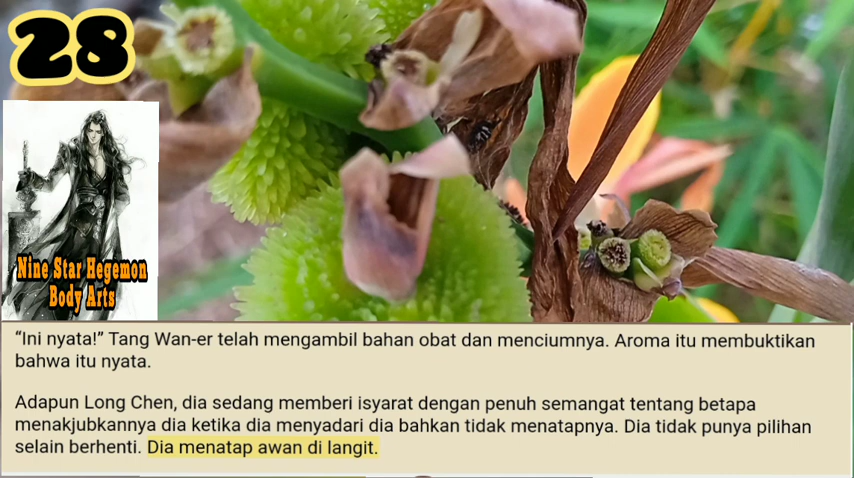 28
Nine Star Hegemon
Body Arts
“Ini nyata!” Tang Wan-er telah mengambil bahan obat dan menciumnya. Aroma itu membuktikan
bahwa itu nyata.
Adapun Long Chen, dia sedang memberi isyarat dengan penuh semangat tentang betapa
menakjubkannya dia ketika dia menyadari dia bahkan tidak menatapnya. Dia tidak punya pilihan
selain berhenti. Dia menatap awan di langit.